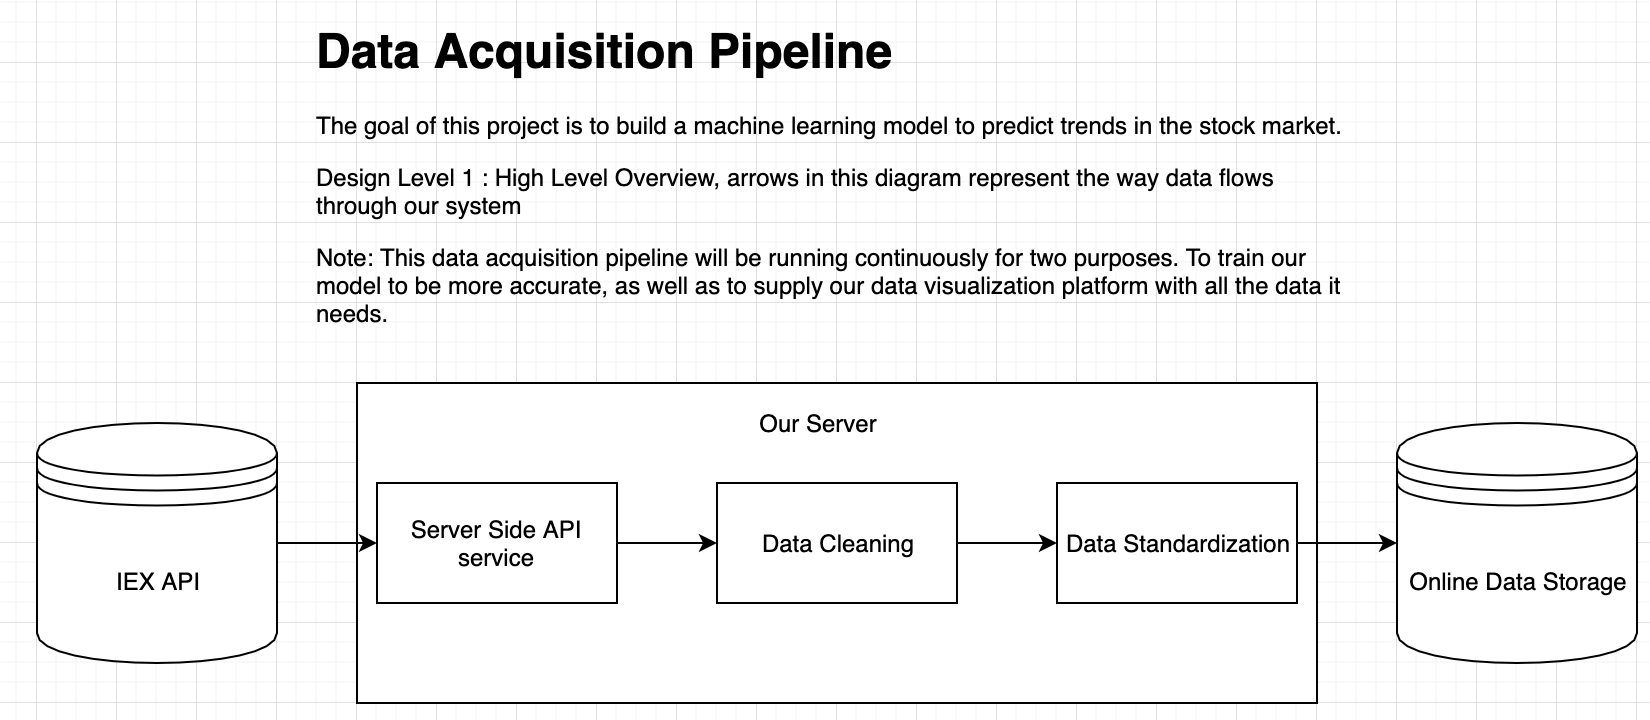 Data Acquisition Pipeline
The goal of this project is to build a machine learning model to predict trends in the stock market.
Design Level 1 : High Level Overview, arrows in this diagram represent the way data flows
through our system
Note: This data acquisition pipeline will be running continuously for two purposes. To train our
model to be more accurate, as well as to supply our data visualization platform with all the data it
needs.
Our Server
IEX API
Server Side API
service
Data Cleaning
Data Standardization
Online Data Storage